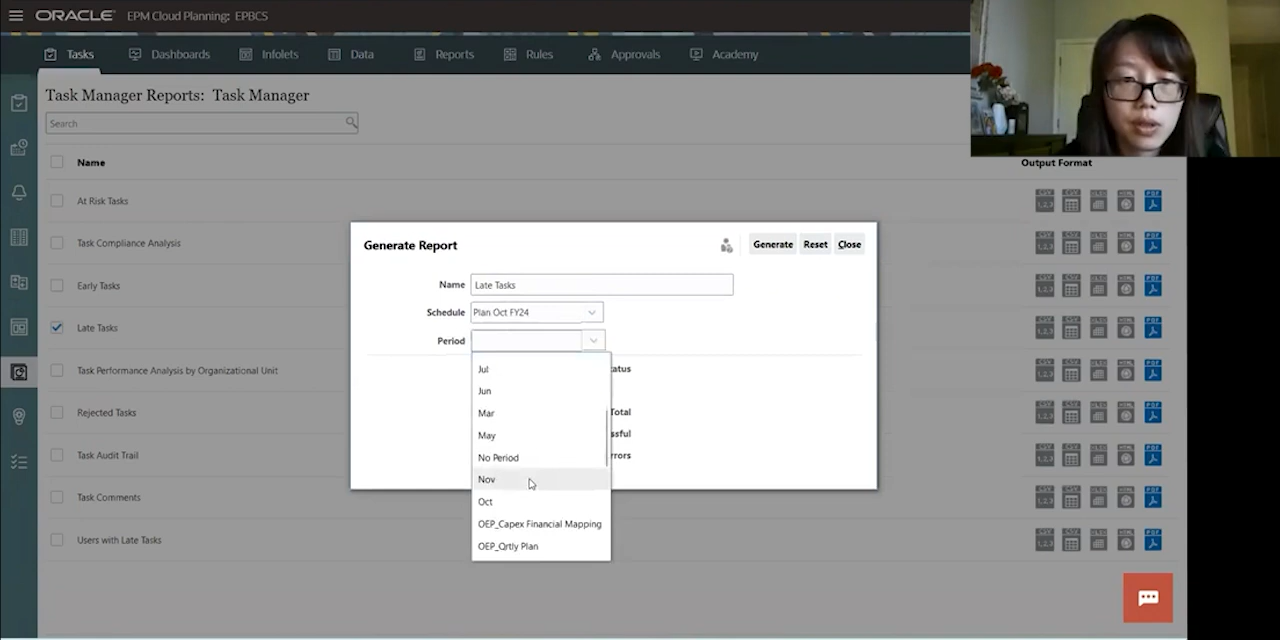 ORACLE EPM Cloud Planning: EPBCS
Tasks Dashboards Infolets Data Reports Rules Approvals Academy
Task Manager Reports: Task Manager
Search
Name Output Format
At Risk Tasks
Task Compliance Analysis
Early Tasks
Late Tasks
Task Performance Analysis by Organizational Unit
Rejected Tasks
Task Audit Trail
Task Comments
Users with Late Tasks
Generate Report Generate Reset Close
Name Late Tasks
Schedule Plan Oct FY24
Period
Jul
Jun
Mar
May
No Period
Nov
Oct
OEP_Capex Financial Mapping
OEP_Qrtly Plan
tatus
Total
ssful
rrors